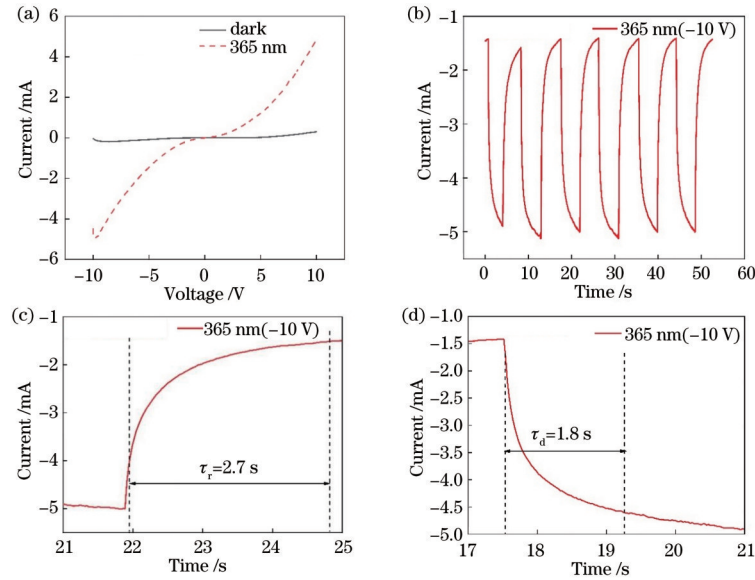 (a)
dark
365 nm
6
4
2
0
−2
−4
6
−10
−5
0
5
10
Current /mA
Voltage /V
(b)
365 nm(−10 V)
−1
−2
−3
−4
−5
0
10
20
30
40
50
60
Current /mA
Time /s
(c)
365 nm(−10 V)
−1
−2
−3
−4
−5
τr=2.7 s
21
22
23
24
25
Current /mA
Time /s
(d)
365 nm(−10 V)
−1.0
−1.5
−2.0
−2.5
−3.0
−3.5
−4.0
−4.5
−5.0
τd=1.8 s
17
18
19
20
21
Current /mA
Time /s